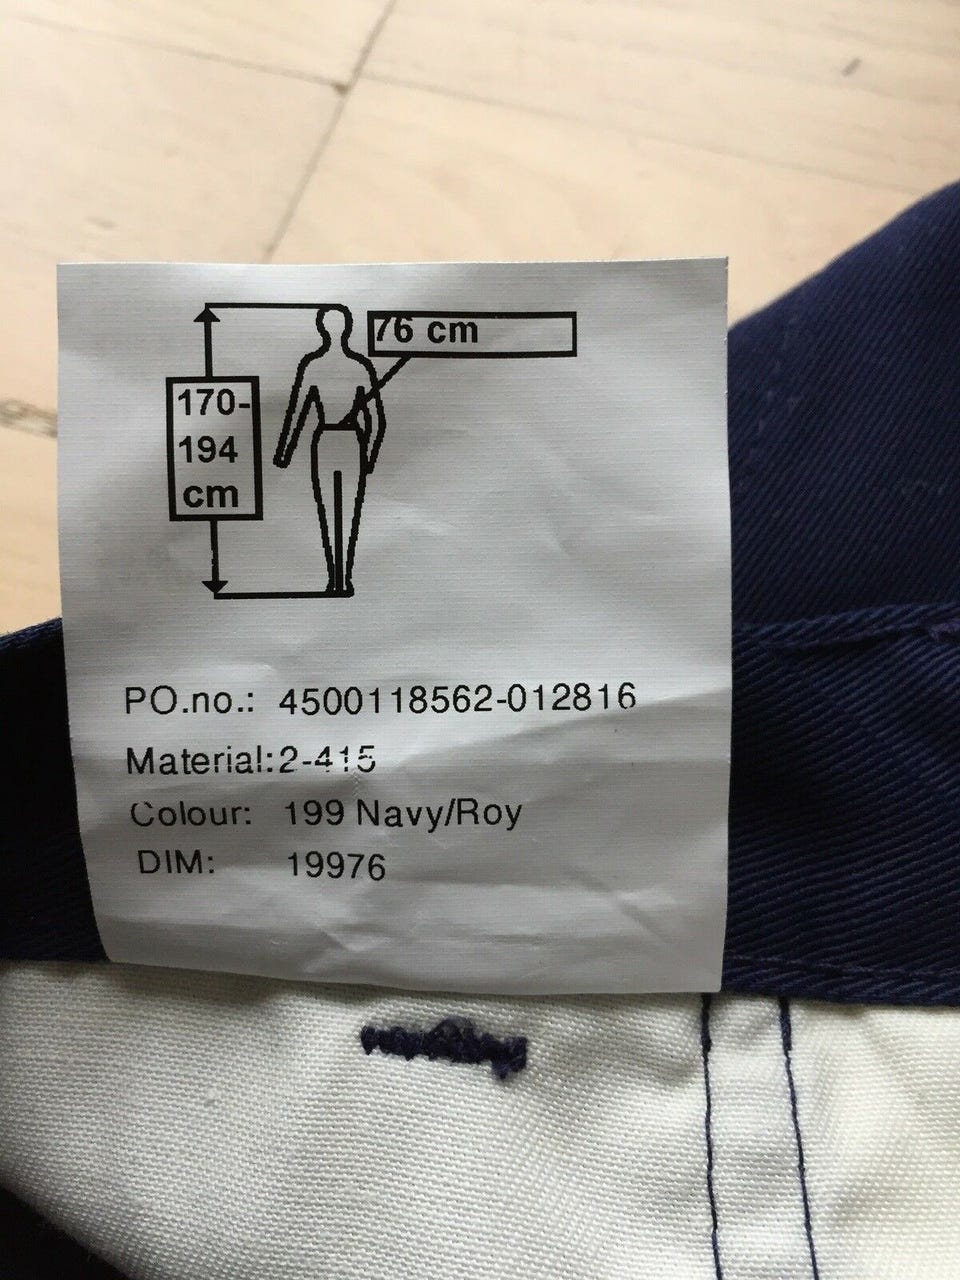 76 cm
170-
194
cm
PO.no.: 4500118562-012816
Material:2-415
Colour: 199 Navy/Roy
DIM: 19976